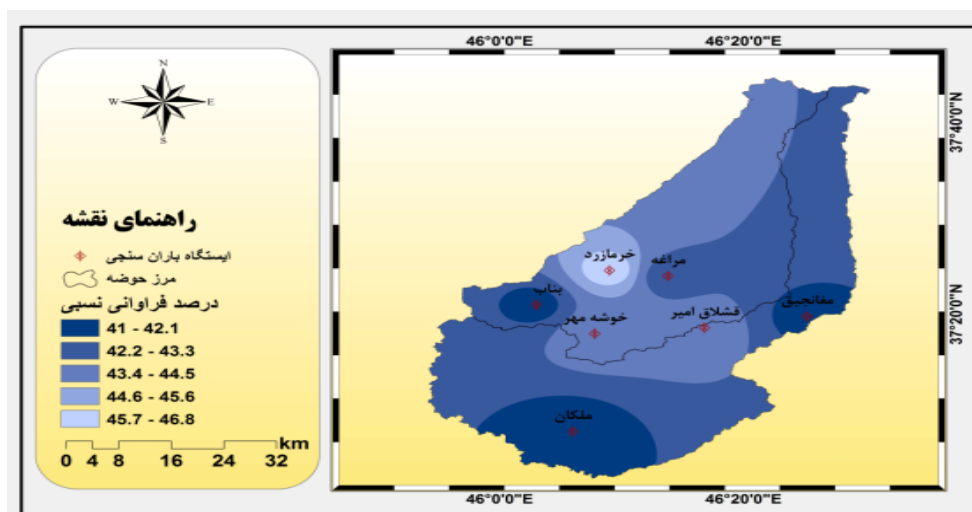 46°0'0"E
46°20'0"E
N
W
E
S
37°40'0"N
راهنمای نقشه
ایستگاه باران سنجی
مرز حوضه
درصد فراوانی نسبی
41 - 42.1
42.2 - 43.3
43.4 - 44.5
44.6 - 45.6
45.7 - 46.8
km
0 4 8 16 24 32
خرمازرد
مراغه
بناب
مغانجیق
قشلاق امیر
خوشه مهر
ملکان
37°20'0"N
46°0'0"E
46°20'0"E